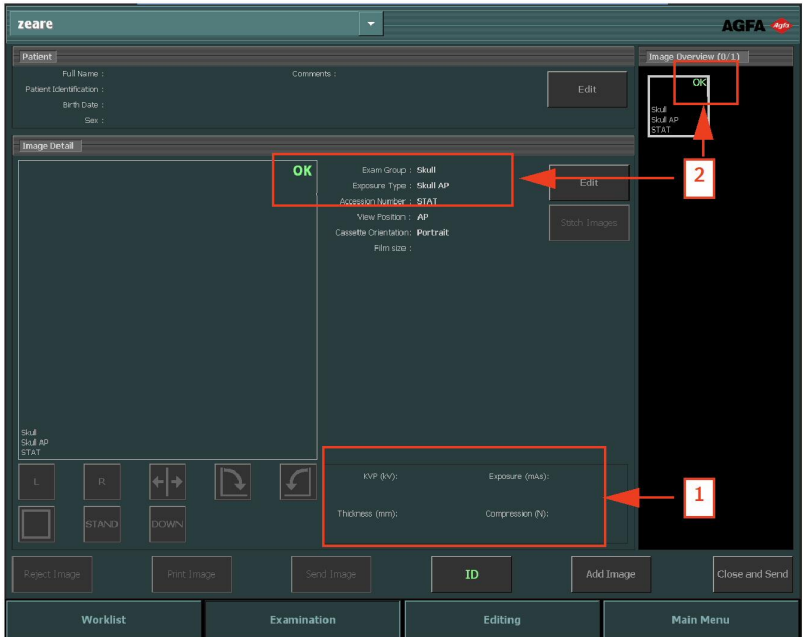 zeare
AGFA Agfa
Patient
Full Name :
Comments :
Patient Identification :
Birth Date :
Sex :
Edit
Image Overview (0/1)
OK
Skull
Skull AP
STAT
2
Image Detail
OK
Exam Group : Skull
Exposure Type : Skull AP
Accession Number : STAT
View Position : AP
Cassette Orientation: Portrait
Film size :
Edit
Stitch Images
Skull
Skull AP
STAT
L
R
STAND
DOWN
KVP (kV):
Exposure (mAs):
Thickness (mm):
Compression (N):
1
Reject Image
Print Image
Send Image
ID
Add Image
Close and Send
Worklist
Examination
Editing
Main Menu